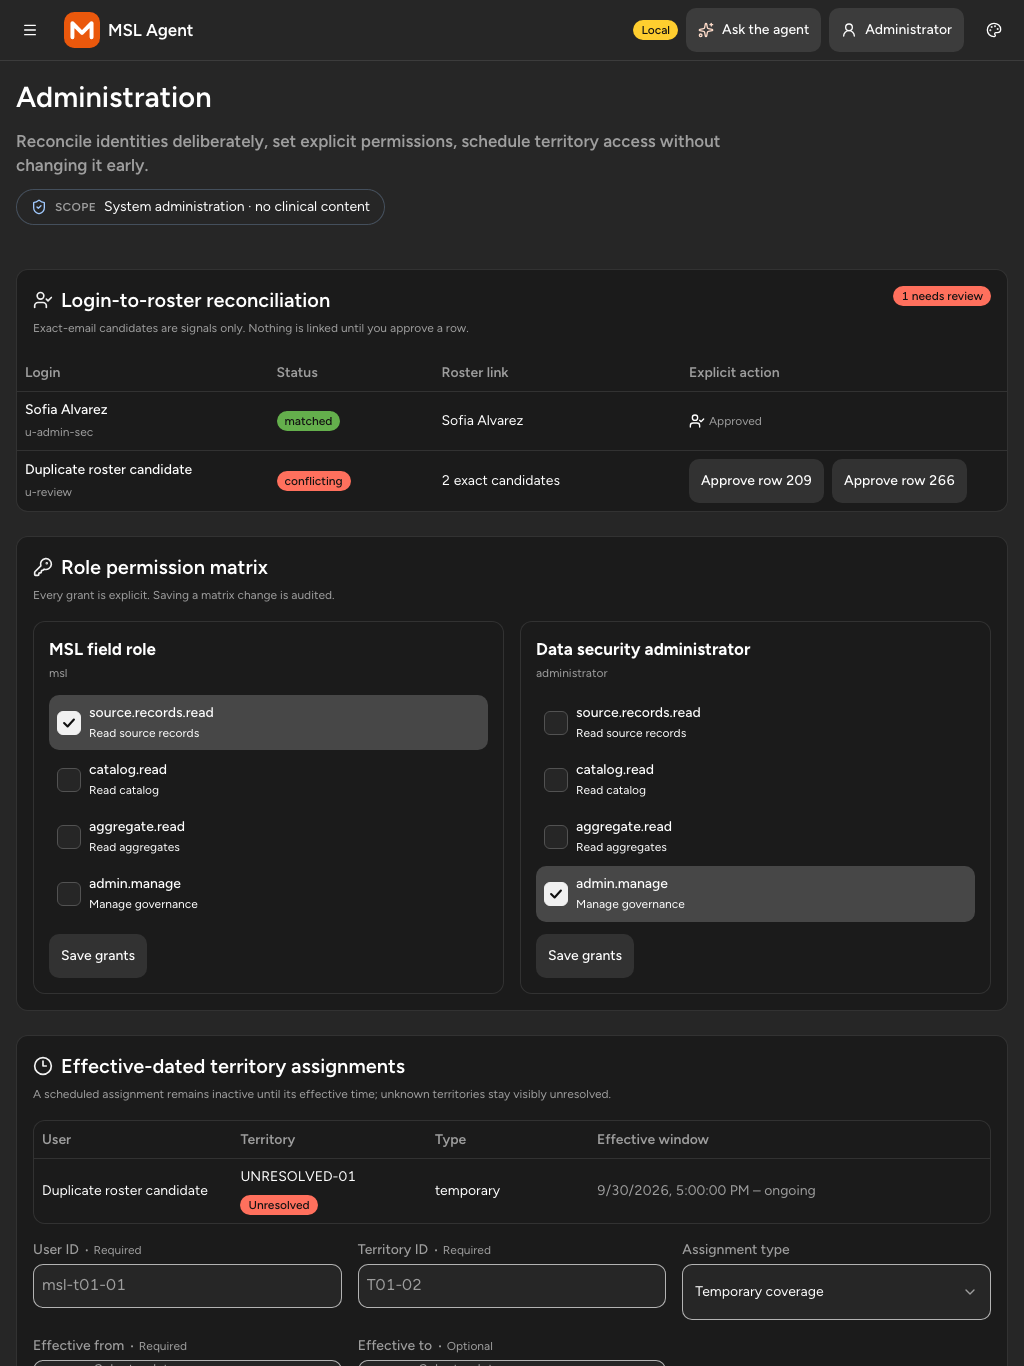 MSL Agent
Local
Ask the agent
Administrator
Administration
Reconcile identities deliberately, set explicit permissions, schedule territory access without
changing it early.
SCOPE System administration · no clinical content
Login-to-roster reconciliation
1 needs review
Exact-email candidates are signals only. Nothing is linked until you approve a row.
Login Status Roster link Explicit action
Sofia Alvarez
u-admin-sec
matched
Sofia Alvarez
Approved
Duplicate roster candidate
u-review
conflicting
2 exact candidates
Approve row 209
Approve row 266
Role permission matrix
Every grant is explicit. Saving a matrix change is audited.
MSL field role
msl
source.records.read
Read source records
catalog.read
Read catalog
aggregate.read
Read aggregates
admin.manage
Manage governance
Save grants
Data security administrator
administrator
source.records.read
Read source records
catalog.read
Read catalog
aggregate.read
Read aggregates
admin.manage
Manage governance
Save grants
Effective-dated territory assignments
A scheduled assignment remains inactive until its effective time; unknown territories stay visibly unresolved.
User Territory Type Effective window
Duplicate roster candidate
UNRESOLVED-01
Unresolved
temporary
9/30/2026, 5:00:00 PM – ongoing
User ID · Required
msl-t01-01
Territory ID · Required
T01-02
Assignment type
Temporary coverage
Effective from · Required
Effective to · Optional